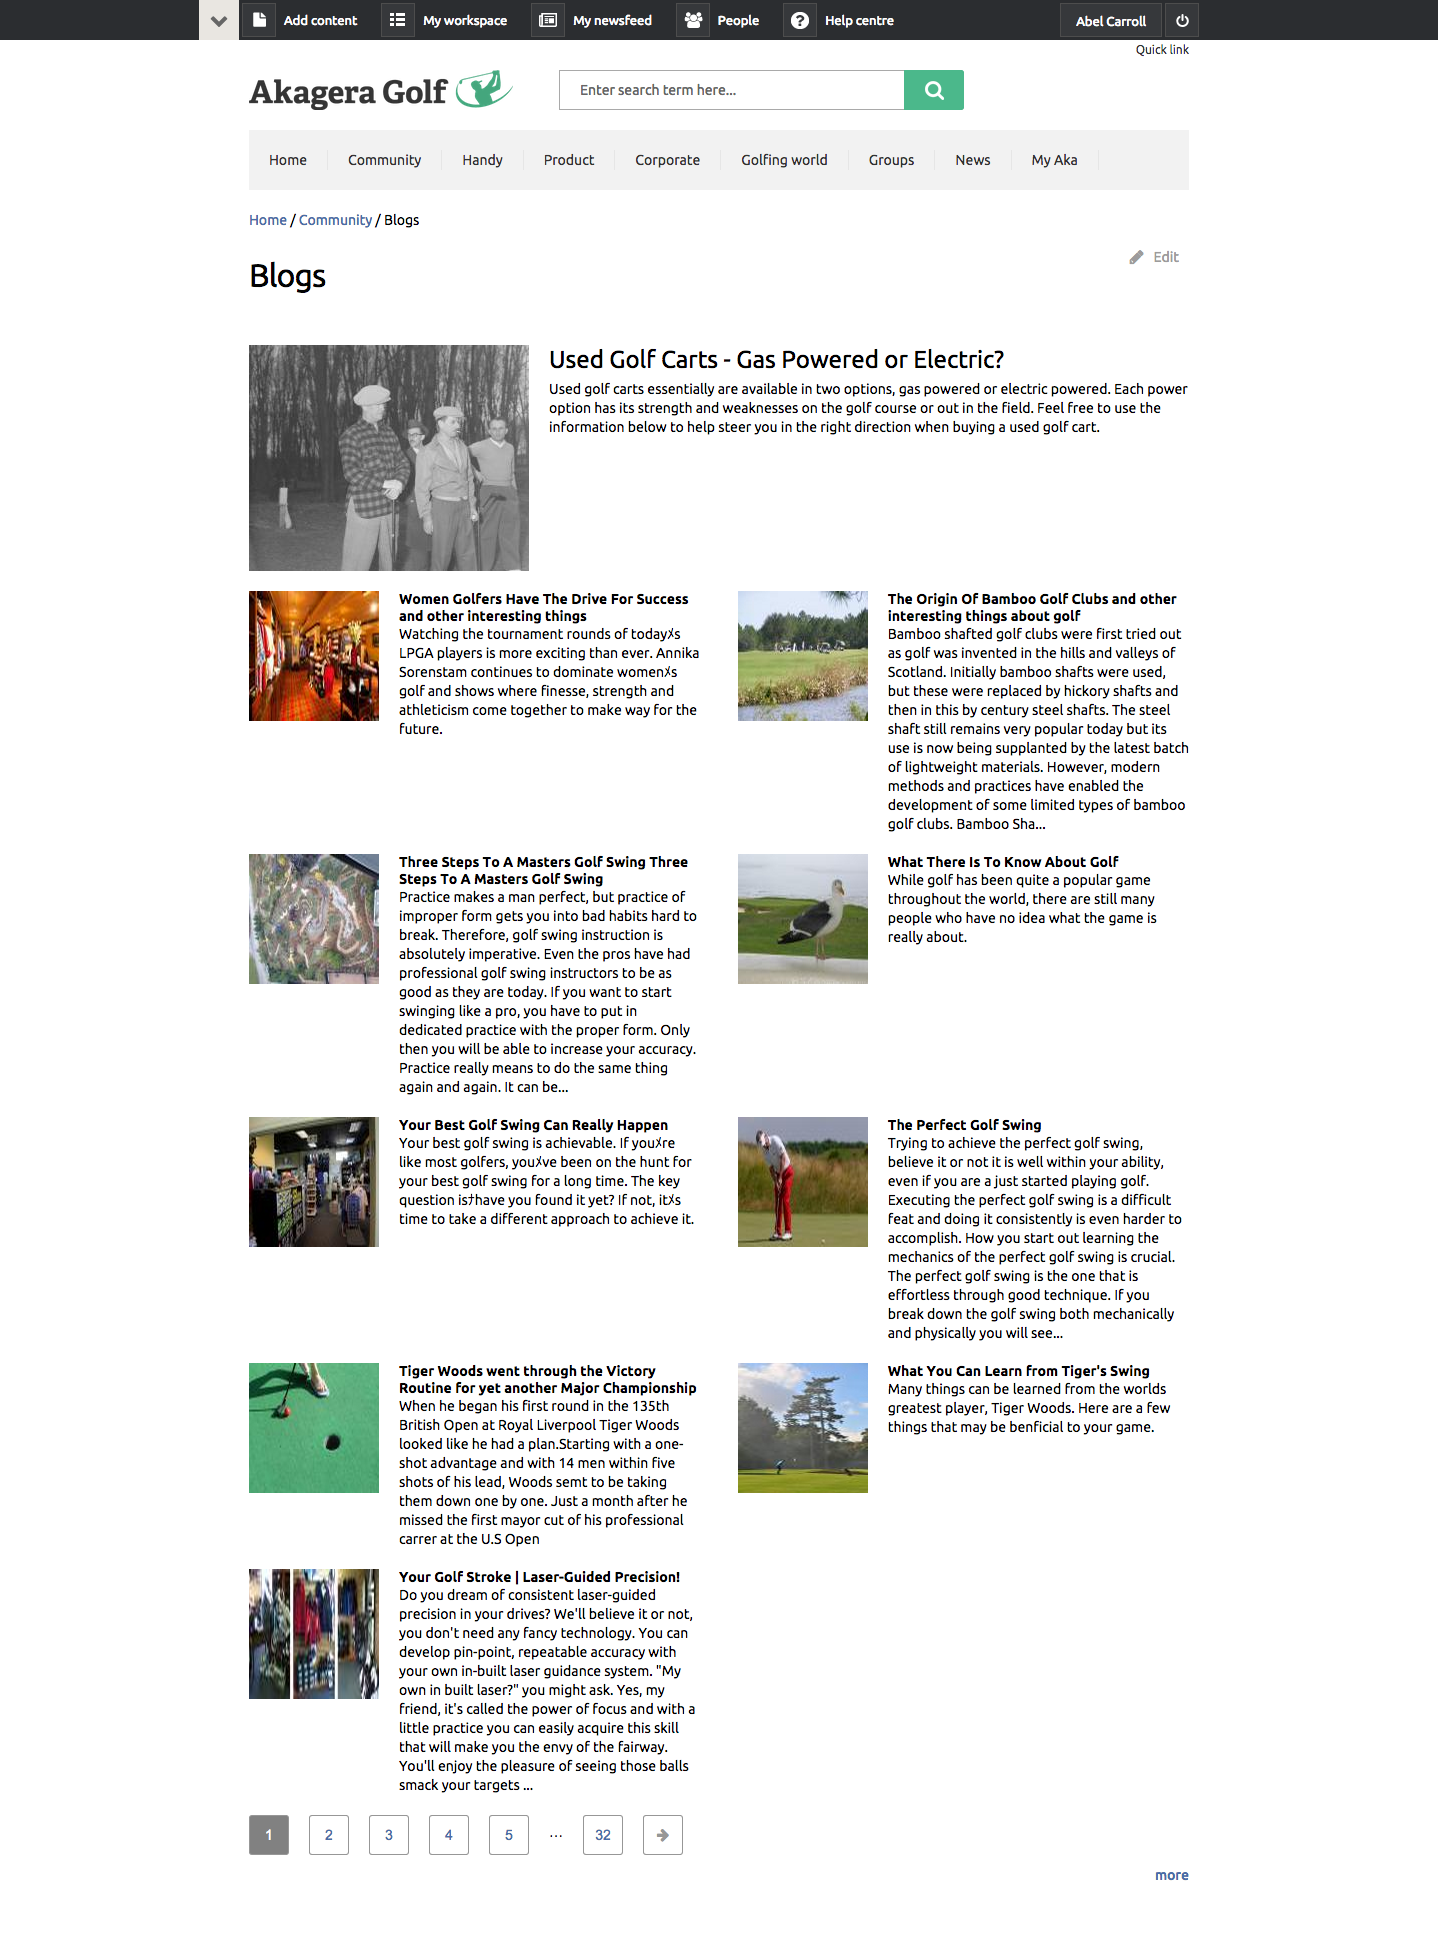 Add content
My workspace
My newsfeed
People
Help centre
Abel Carroll
Quick link
Akagera Golf
Enter search term here...
Home
Community
Handy
Product
Corporate
Golfing world
Groups
News
My Aka
Home / Community / Blogs
Edit
Blogs
Used Golf Carts - Gas Powered or Electric?
Used golf carts essentially are available in two options, gas powered or electric powered. Each power
option has its strength and weaknesses on the golf course or out in the field. Feel free to use the
information below to help steer you in the right direction when buying a used golf cart.
Women Golfers Have The Drive For Success
and other interesting things
Watching the tournament rounds of todayِs
LPGA players is more exciting than ever. Annika
Sorenstam continues to dominate womenِs
golf and shows where finesse, strength and
athleticism come together to make way for the
future.
The Origin Of Bamboo Golf Clubs and other
interesting things about golf
Bamboo shafted golf clubs were first tried out
as golf was invented in the hills and valleys of
Scotland. Initially bamboo shafts were used,
but these were replaced by hickory shafts and
then in this by century steel shafts. The steel
shaft still remains very popular today but its
use is now being supplanted by the latest batch
of lightweight materials. However, modern
methods and practices have enabled the
development of some limited types of bamboo
golf clubs. Bamboo Sha...
Three Steps To A Masters Golf Swing Three
Steps To A Masters Golf Swing
Practice makes a man perfect, but practice of
improper form gets you into bad habits hard to
break. Therefore, golf swing instruction is
absolutely imperative. Even the pros have had
professional golf swing instructors to be as
good as they are today. If you want to start
swinging like a pro, you have to put in
dedicated practice with the proper form. Only
then you will be able to increase your accuracy.
Practice really means to do the same thing
again and again. It can be...
What There Is To Know About Golf
While golf has been quite a popular game
throughout the world, there are still many
people who have no idea what the game is
really about.
Your Best Golf Swing Can Really Happen
Your best golf swing is achievable. If youِre
like most golfers, youِve been on the hunt for
your best golf swing for a long time. The key
question is†have you found it yet? If not, itِs
time to take a different approach to achieve it.
The Perfect Golf Swing
Trying to achieve the perfect golf swing,
believe it or not it is well within your ability,
even if you are a just started playing golf.
Executing the perfect golf swing is a difficult
feat and doing it consistently is even harder to
accomplish. How you start out learning the
mechanics of the perfect golf swing is crucial.
The perfect golf swing is the one that is
effortless through good technique. If you
break down the golf swing both mechanically
and physically you will see...
Tiger Woods went through the Victory
Routine for yet another Major Championship
When he began his first round in the 135th
British Open at Royal Liverpool Tiger Woods
looked like he had a plan.Starting with a one-
shot advantage and with 14 men within five
shots of his lead, Woods semt to be taking
them down one by one. Just a month after he
missed the first mayor cut of his professional
carrer at the U.S Open
What You Can Learn from Tiger's Swing
Many things can be learned from the worlds
greatest player, Tiger Woods. Here are a few
things that may be benficial to your game.
Your Golf Stroke | Laser-Guided Precision!
Do you dream of consistent laser-guided
precision in your drives? We'll believe it or not,
you don't need any fancy technology. You can
develop pin-point, repeatable accuracy with
your own in-built laser guidance system. "My
own in built laser?" you might ask. Yes, my
friend, it's called the power of focus and with a
little practice you can easily acquire this skill
that will make you the envy of the fairway.
You'll enjoy the pleasure of seeing those balls
smack your targets ...
1 2 3 4 5 ... 32
more